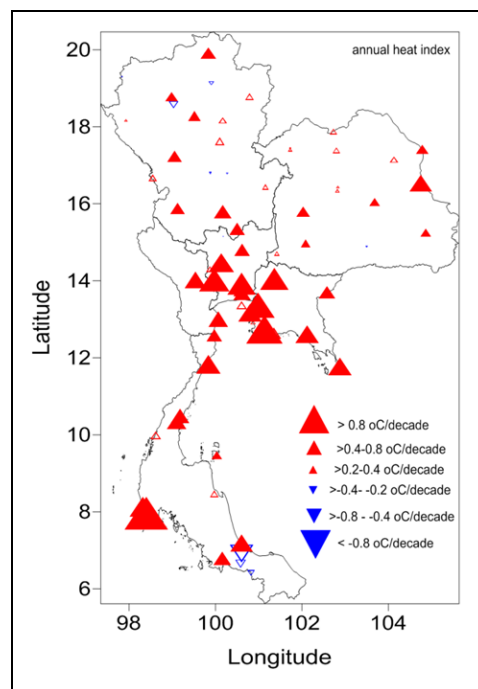 annual heat index
20
18
16
14
12
10
8
6
Latitude
> 0.8 oC/decade
>0.4-0.8 oC/decade
>0.2-0.4 oC/decade
>-0.4- -0.2 oC/decade
>-0.8 - -0.4 oC/decade
< -0.8 oC/decade
98 100 102 104
Longitude